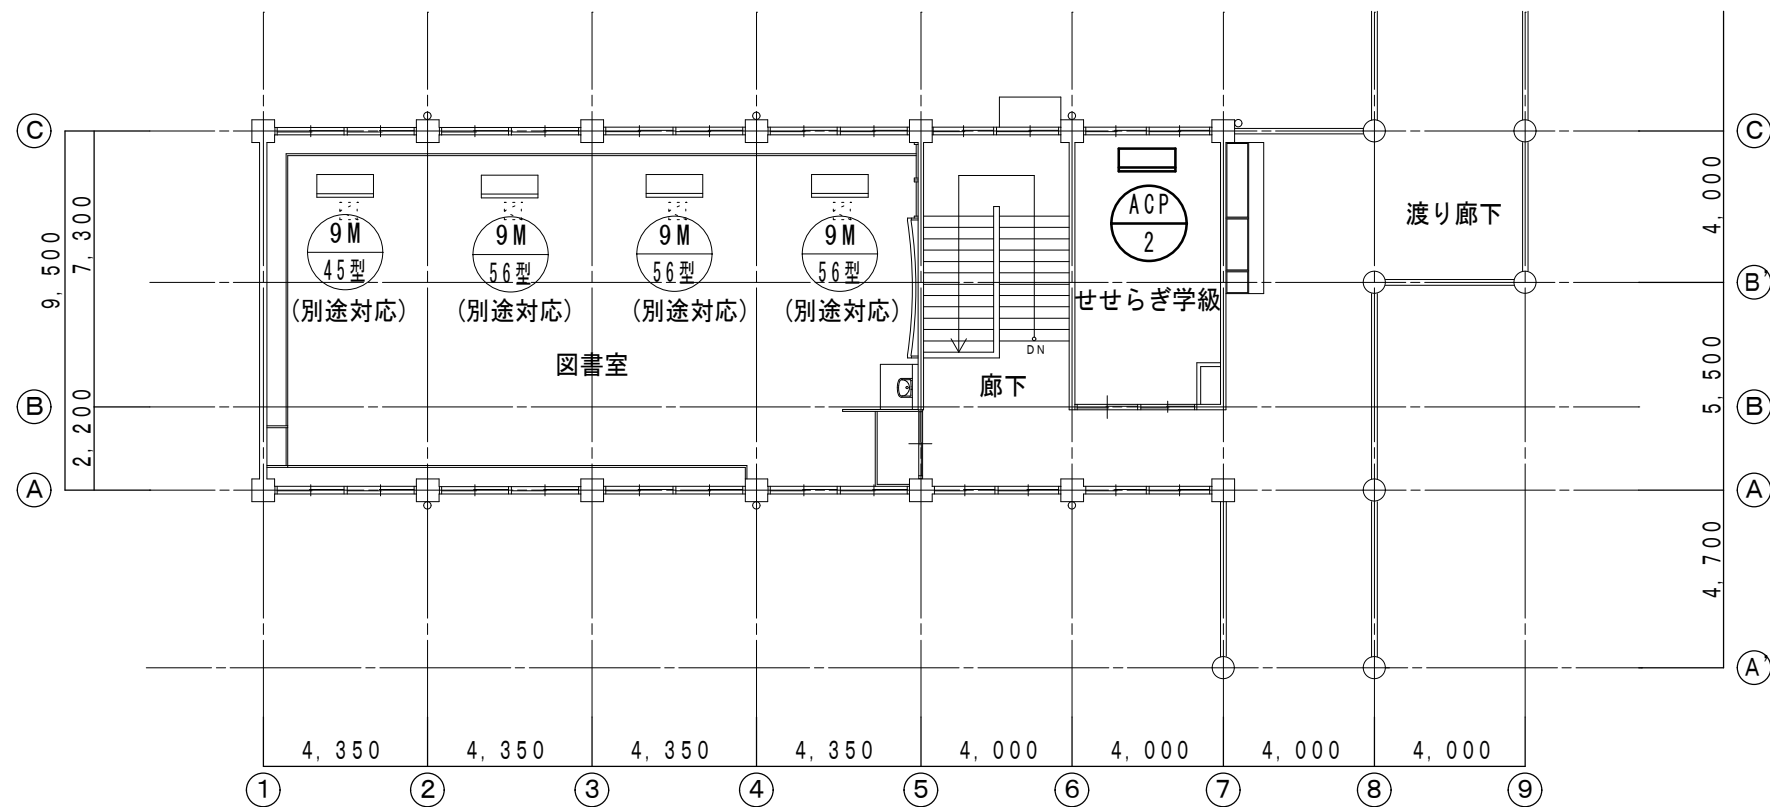 C
C
9,500
7,300
2,200
4,000
5,500
4,700
9M
45型
(別途対応)
9M
56型
(別途対応)
9M
56型
(別途対応)
9M
56型
(別途対応)
ACP
2
渡り廊下
B'
せせらぎ学級
DN
図書室
廊下
B
B
A
A
A'
4,350
4,350
4,350
4,350
4,000
4,000
4,000
4,000
1
2
3
4
5
6
7
8
9